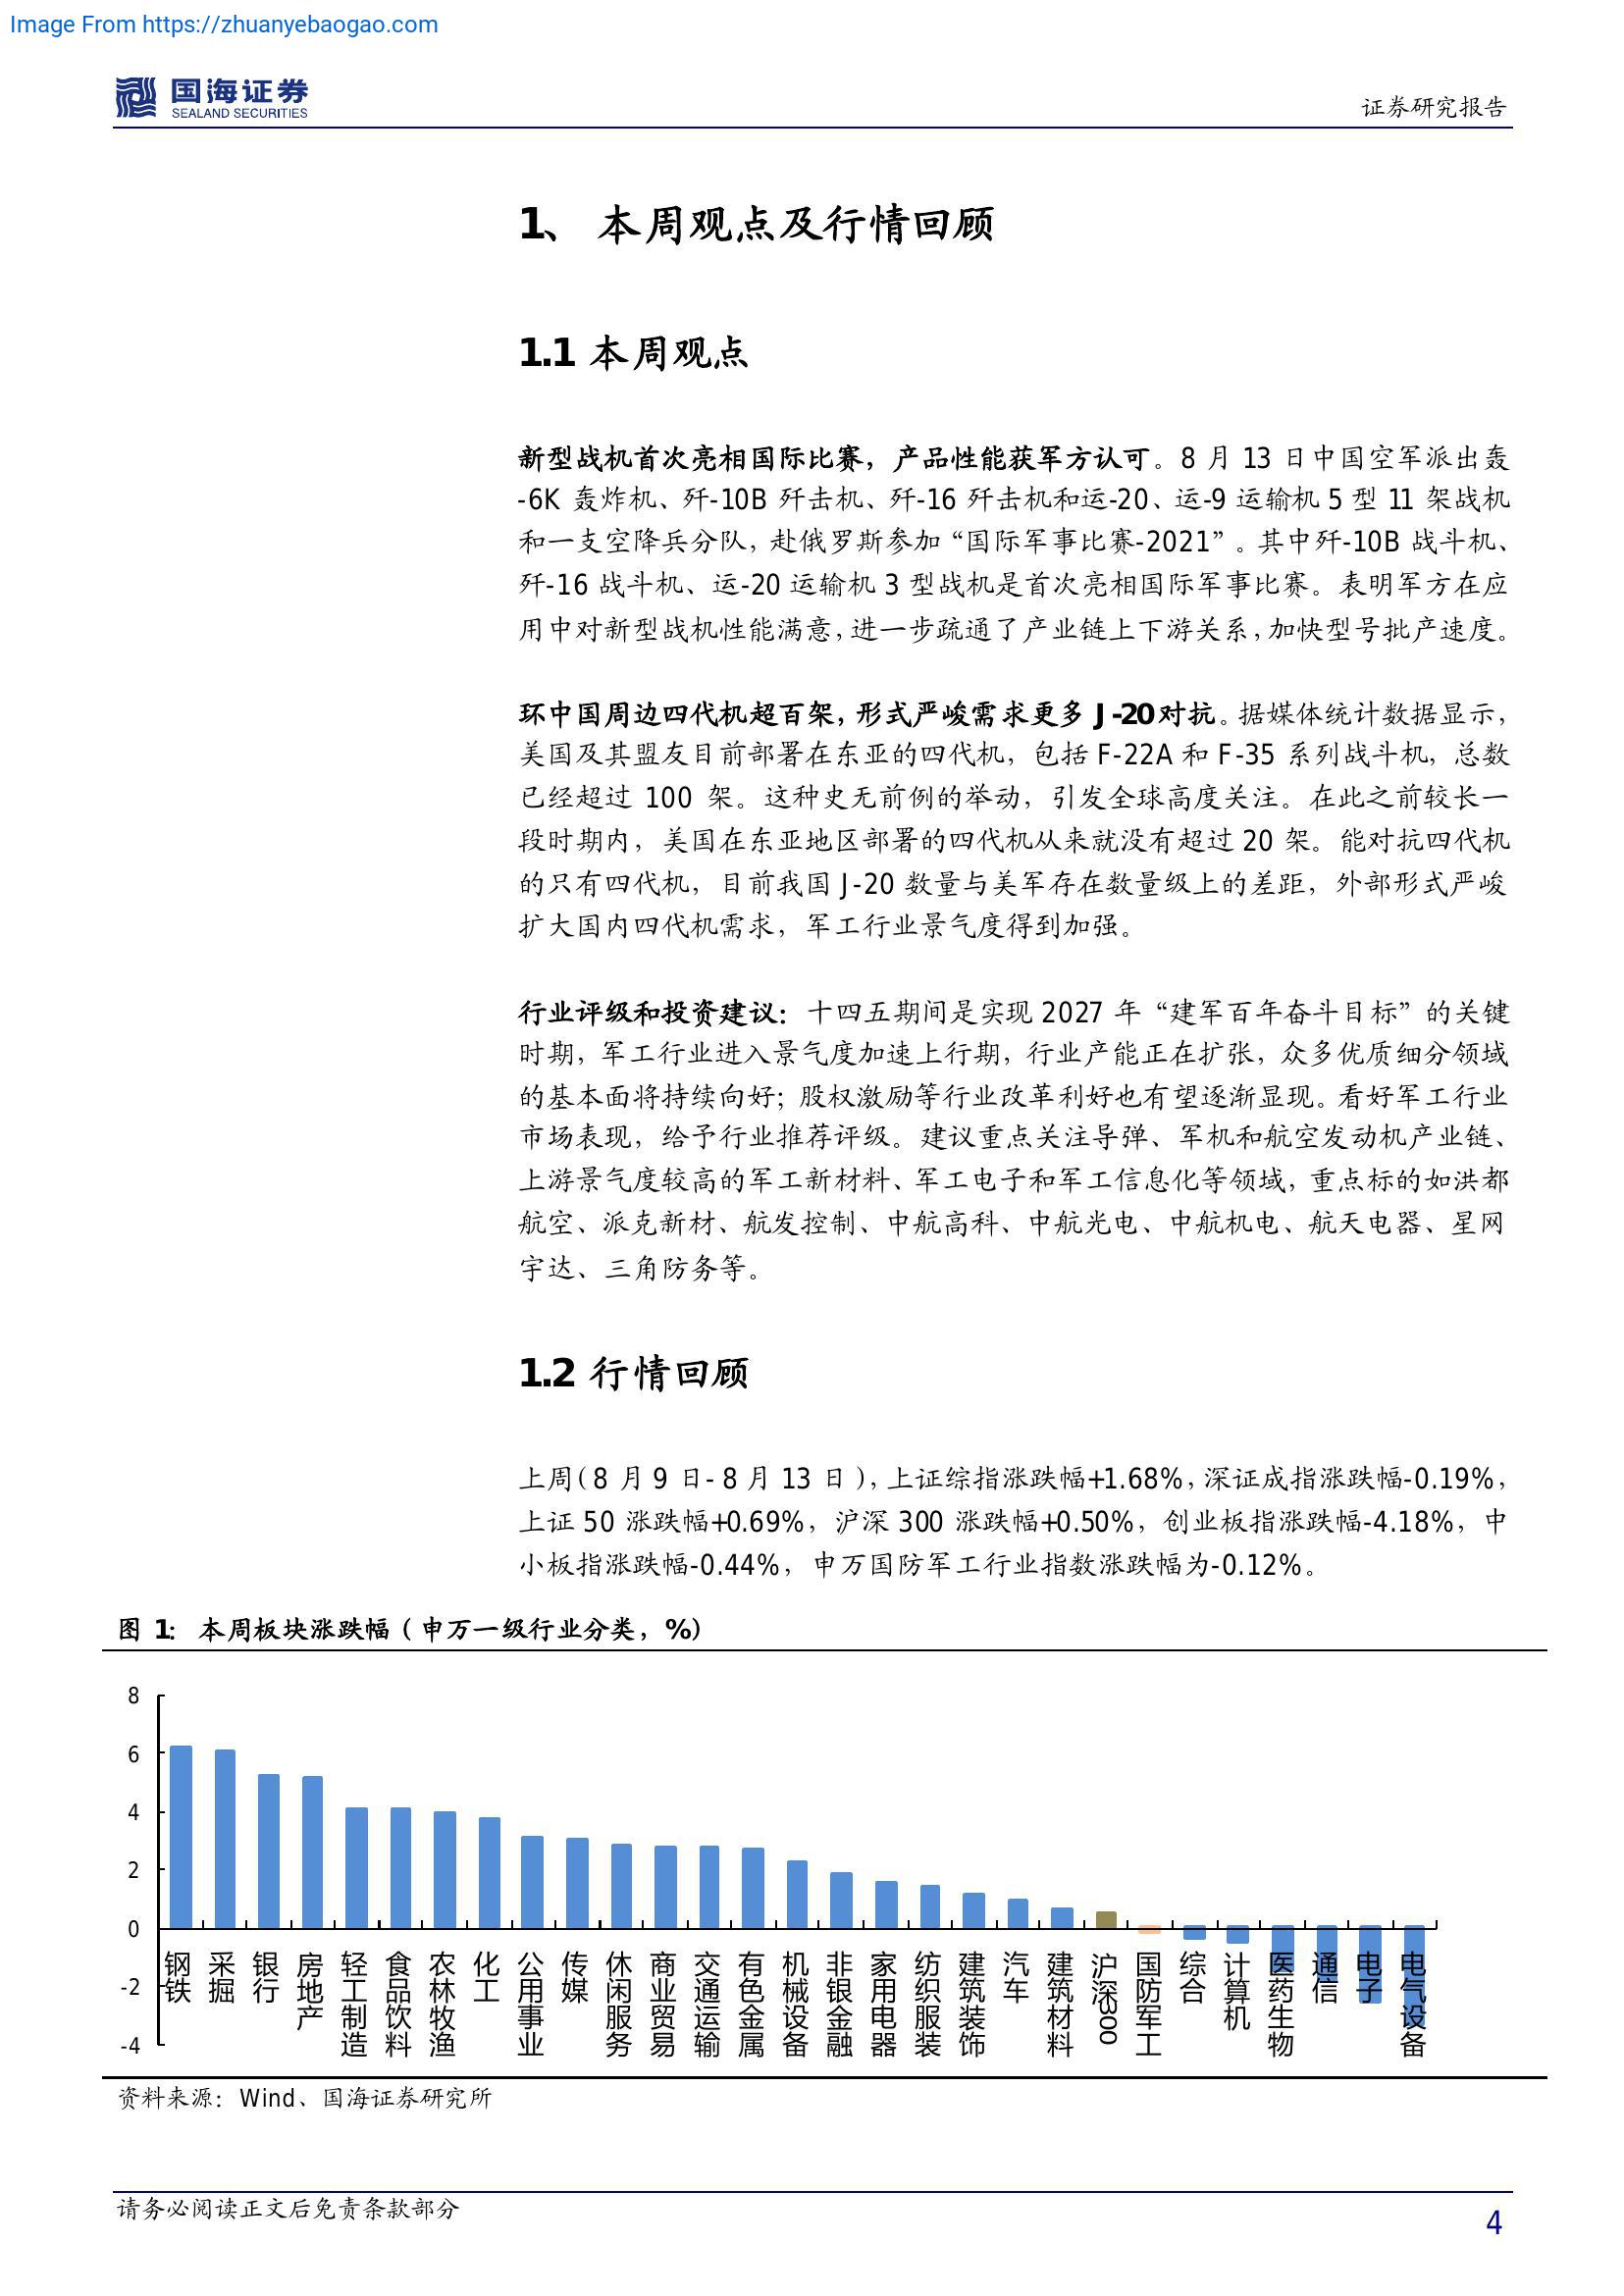 Image From https://zhuanyebaogao.com
国海证券
SEALAND SECURITIES
证券研究报告
1、 本周观点及行情回顾
1.1 本周观点
新型战机首次亮相国际比赛，产品性能获军方认可。8 月 13 日中国空军派出轰
-6K 轰炸机、歼-10B 歼击机、歼-16 歼击机和运-20、运-9 运输机 5 型 11 架战机
和一支空降兵分队，赴俄罗斯参加“国际军事比赛-2021”。其中歼-10B 战斗机、
歼-16 战斗机、运-20 运输机 3 型战机是首次亮相国际军事比赛。表明军方在应
用中对新型战机性能满意，进一步疏通了产业链上下游关系，加快型号批产速度。
环中国周边四代机超百架，形式严峻需求更多 J-20 对抗。据媒体统计数据显示，
美国及其盟友目前部署在东亚的四代机，包括 F-22A 和 F-35 系列战斗机，总数
已经超过 100 架。这种史无前例的举动，引发全球高度关注。在此之前较长一
段时期内，美国在东亚地区部署的四代机从来就没有超过 20 架。能对抗四代机
的只有四代机，目前我国 J-20 数量与美军存在数量级上的差距，外部形式严峻
扩大国内四代机需求，军工行业景气度得到加强。
行业评级和投资建议：十四五期间是实现 2027 年“建军百年奋斗目标”的关键
时期，军工行业进入景气度加速上行期，行业产能正在扩张，众多优质细分领域
的基本面将持续向好；股权激励等行业改革利好也有望逐渐显现。看好军工行业
市场表现，给予行业推荐评级。建议重点关注导弹、军机和航空发动机产业链、
上游景气度较高的军工新材料、军工电子和军工信息化等领域，重点标的如洪都
航空、派克新材、航发控制、中航高科、中航光电、中航机电、航天电器、星网
宇达、三角防务等。
1.2 行情回顾
上周（8 月 9 日- 8 月 13 日），上证综指涨跌幅+1.68%，深证成指涨跌幅-0.19%，
上证 50 涨跌幅+0.69%，沪深 300 涨跌幅+0.50%，创业板指涨跌幅-4.18%，中
小板指涨跌幅-0.44%，申万国防军工行业指数涨跌幅为-0.12%。
图 1： 本周板块涨跌幅（申万一级行业分类，%）
8
6
4
2
0
-2
-4
钢铁
采掘
银行
房地产
轻工制造
食品饮料
农林牧渔
化工
公用事业
传媒
休闲服务
商业贸易
交通运输
有色金属
机械设备
非银金融
家用电器
纺织服装
建筑装饰
汽车
建筑材料
沪深300
国防军工
综合
计算机
医药生物
通信
电子
电气设备
资料来源：Wind、国海证券研究所
请务必阅读正文后免责条款部分
4